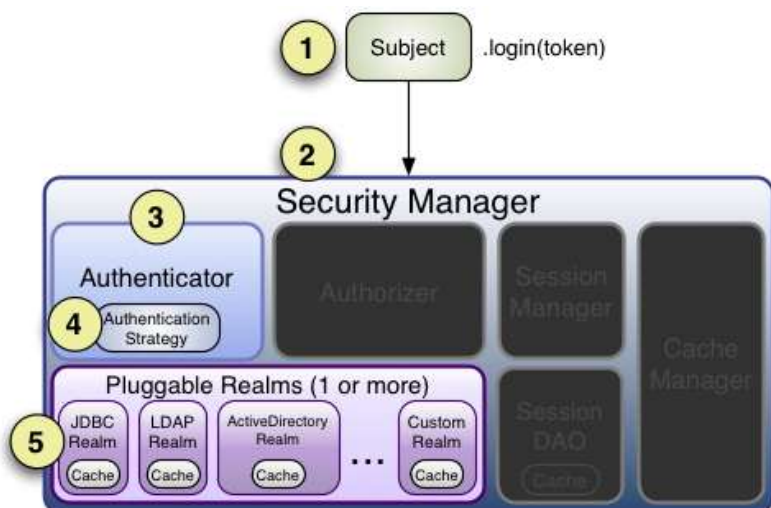 1
Subject
.login(token)
2
Security Manager
3
Authenticator
4
Authentication
Strategy
Authorizer
Session
Manager
Cache
Manager
Pluggable Realms (1 or more)
5
JDBC
Realm
Cache
LDAP
Realm
Cache
ActiveDirectory
Realm
Cache
...
Custom
Realm
Cache
Session
DAO
Cache